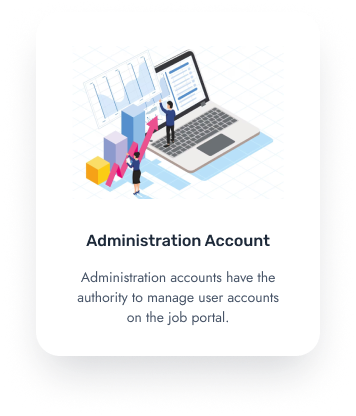 Administration Account
Administration accounts have the
authority to manage user accounts
on the job portal.